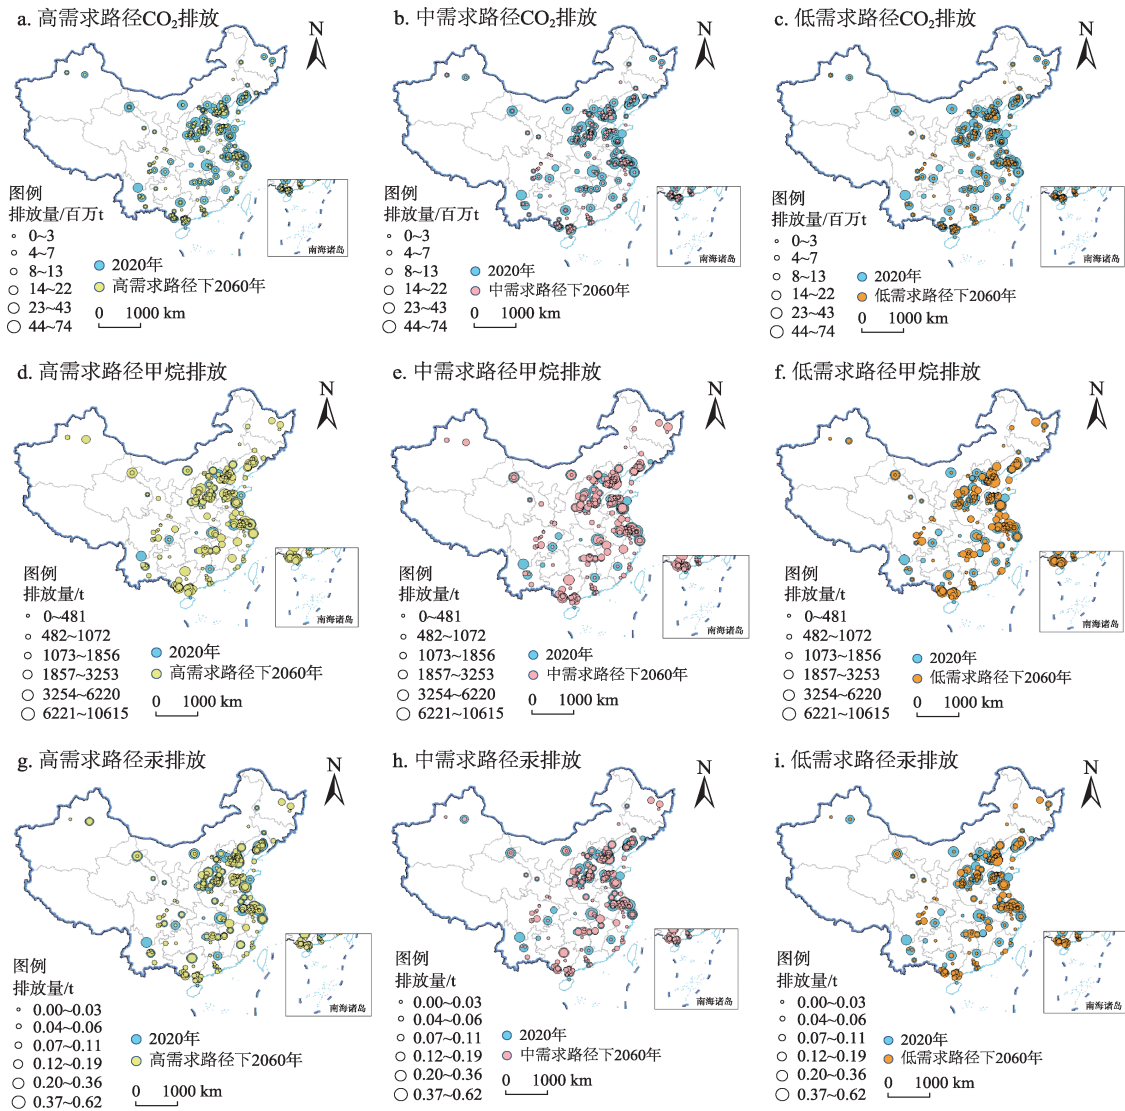 a. 高需求路径CO₂排放
N
图例
排放量/百万t
0~3
4~7
8~13
14~22
23~43
44~74
2020年
高需求路径下2060年
0 1000 km
南海诸岛
b. 中需求路径CO₂排放
N
图例
排放量/百万t
0~3
4~7
8~13
14~22
23~43
44~74
2020年
中需求路径下2060年
0 1000 km
南海诸岛
c. 低需求路径CO₂排放
N
图例
排放量/百万t
0~3
4~7
8~13
14~22
23~43
44~74
2020年
低需求路径下2060年
0 1000 km
南海诸岛
d. 高需求路径甲烷排放
N
图例
排放量/t
0~481
482~1072
1073~1856
1857~3253
3254~6220
6221~10615
2020年
高需求路径下2060年
0 1000 km
南海诸岛
e. 中需求路径甲烷排放
N
图例
排放量/t
0~481
482~1072
1073~1856
1857~3253
3254~6220
6221~10615
2020年
中需求路径下2060年
0 1000 km
南海诸岛
f. 低需求路径甲烷排放
N
图例
排放量/t
0~481
482~1072
1073~1856
1857~3253
3254~6220
6221~10615
2020年
低需求路径下2060年
0 1000 km
南海诸岛
g. 高需求路径汞排放
N
图例
排放量/t
0.00~0.03
0.04~0.06
0.07~0.11
0.12~0.19
0.20~0.36
0.37~0.62
2020年
高需求路径下2060年
0 1000 km
南海诸岛
h. 中需求路径汞排放
N
图例
排放量/t
0.00~0.03
0.04~0.06
0.07~0.11
0.12~0.19
0.20~0.36
0.37~0.62
2020年
中需求路径下2060年
0 1000 km
南海诸岛
i. 低需求路径汞排放
N
图例
排放量/t
0.00~0.03
0.04~0.06
0.07~0.11
0.12~0.19
0.20~0.36
0.37~0.62
2020年
低需求路径下2060年
0 1000 km
南海诸岛